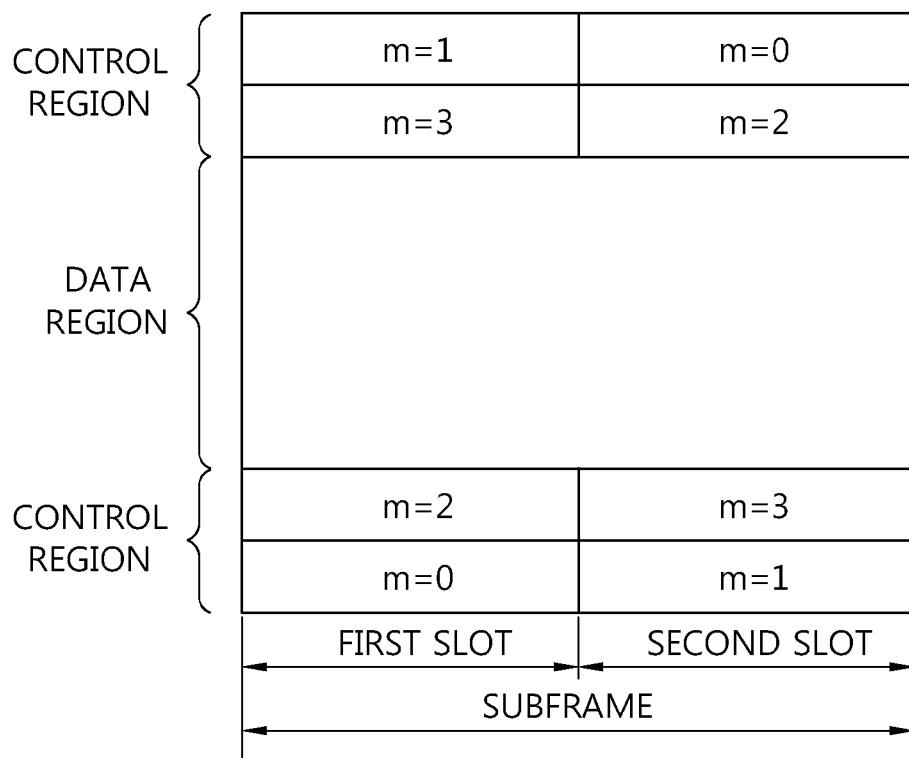 CONTROL
REGION
m=1 m=0
m=3 m=2
DATA
REGION
CONTROL
REGION
m=2 m=3
m=0 m=1
FIRST SLOT SECOND SLOT
SUBFRAME